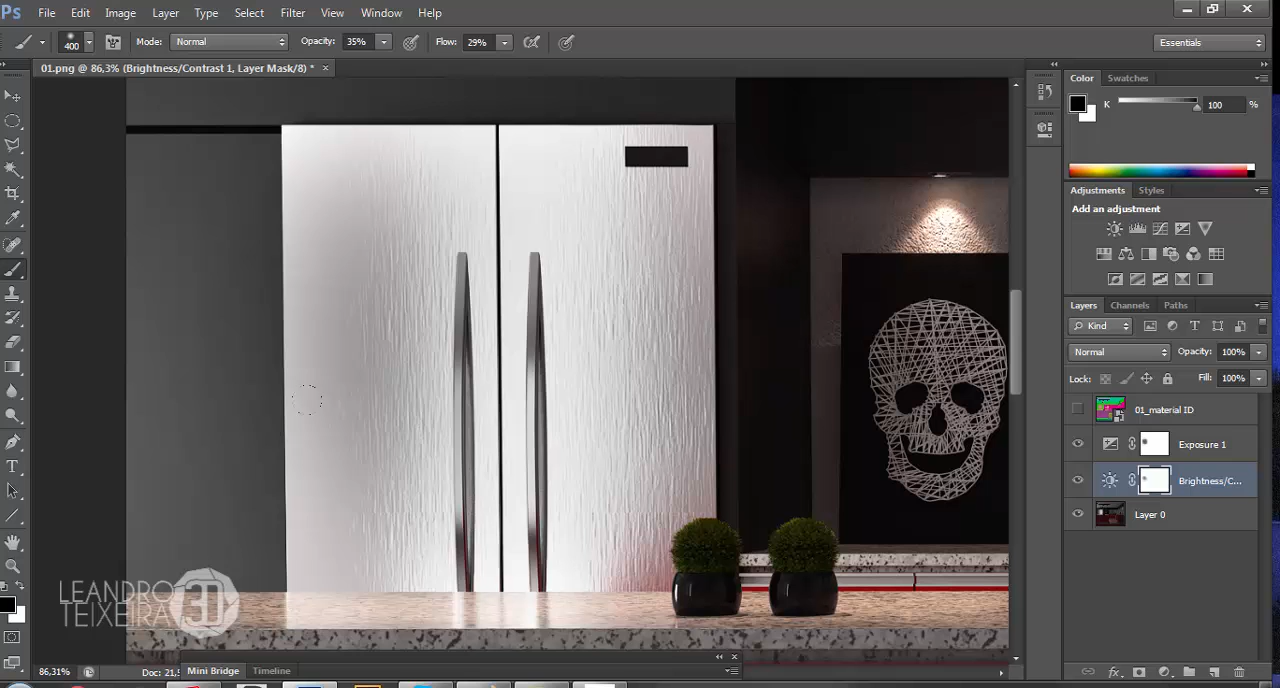 Ps File Edit Image Layer Type Select Filter View Window Help
400 Mode: Normal Opacity: 35% Flow: 29% Essentials
01.png @ 86,3% (Brightness/Contrast 1, Layer Mask/8) * ×
Color Swatches
K 100 %
Adjustments Styles
Add an adjustment
Layers Channels Paths
Kind
Normal Opacity: 100%
Lock: Fill: 100%
01_material ID
Exposure 1
Brightness/C...
Layer 0
LEANDRO
TEIXEIRA 3D
86,31% Doc: 21,5
Mini Bridge Timeline